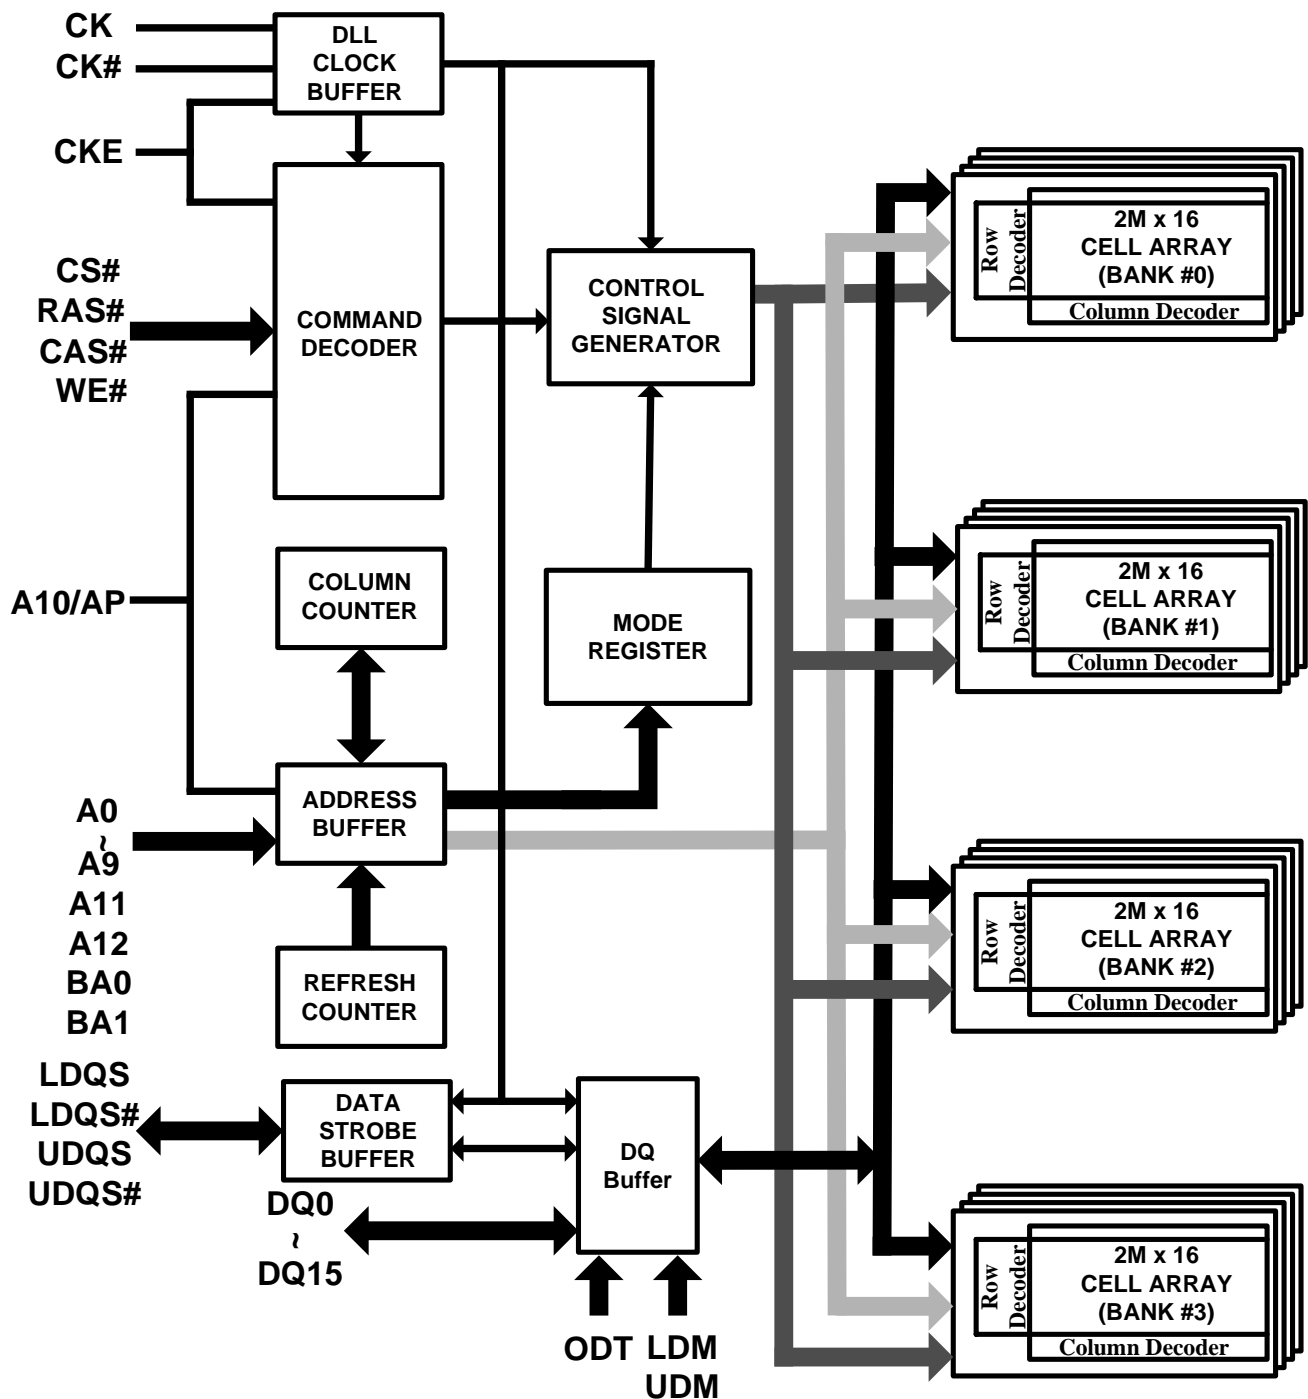 CK
CK#
CKE
CS#
RAS#
CAS#
WE#
A10/AP
A0
~
A9
A11
A12
BA0
BA1
LDQS
LDQS#
UDQS
UDQS#
DQ0
~
DQ15
DLL
CLOCK
BUFFER
COMMAND
DECODER
COLUMN
COUNTER
ADDRESS
BUFFER
REFRESH
COUNTER
DATA
STROBE
BUFFER
CONTROL
SIGNAL
GENERATOR
MODE
REGISTER
DQ
Buffer
ODT
LDM
UDM
Row
Decoder
2M x 16
CELL ARRAY
(BANK #0)
Column Decoder
Row
Decoder
2M x 16
CELL ARRAY
(BANK #1)
Column Decoder
Row
Decoder
2M x 16
CELL ARRAY
(BANK #2)
Column Decoder
Row
Decoder
2M x 16
CELL ARRAY
(BANK #3)
Column Decoder